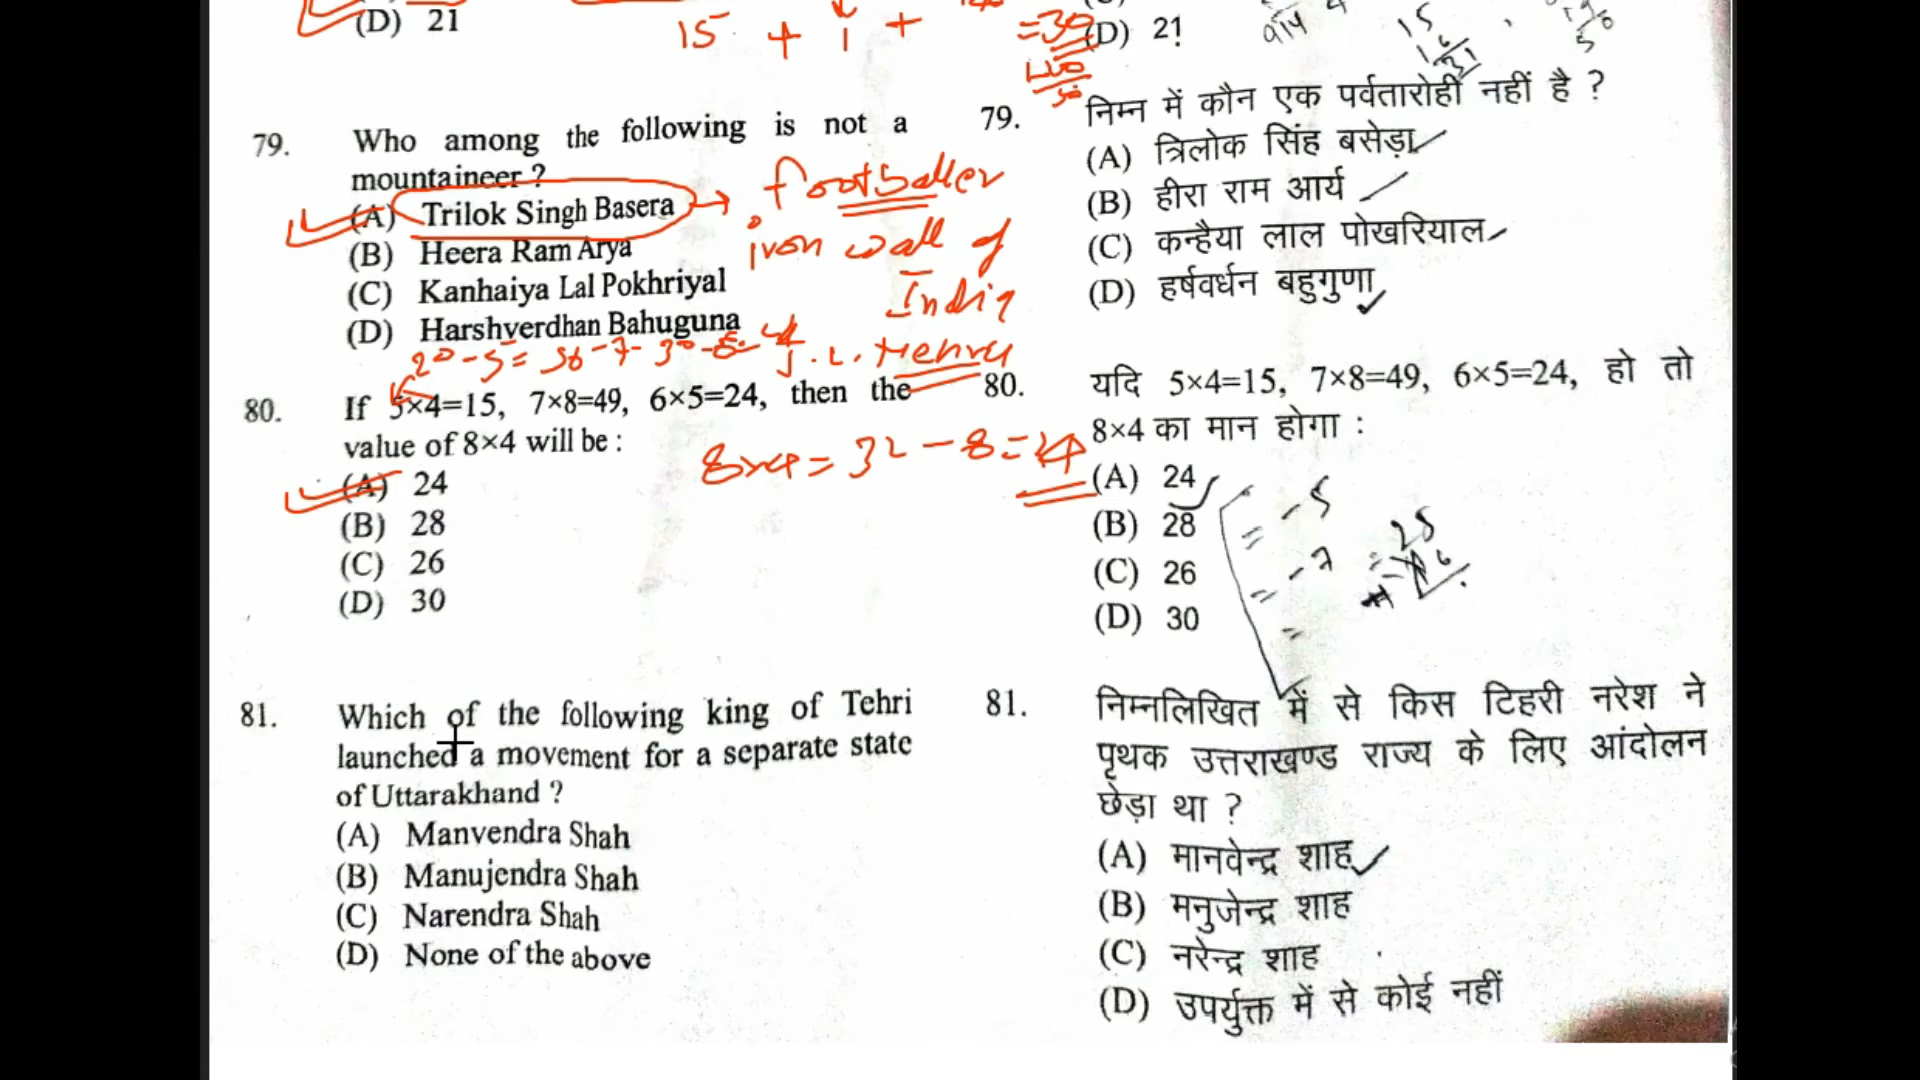 (D) 21
15 + 1 +
=30
(D) 21
79. Who among the following is not a
mountaineer ?
(A) Trilok Singh Basera → footballer
iron wall of
India
(B) Heera Ram Arya
(C) Kanhaiya Lal Pokhriyal
(D) Harshverdhan Bahuguna
80. If 5×4=15, 7×8=49, 6×5=24, then the
value of 8×4 will be :
8×4 = 32 - 8 = 24
(A) 24
(B) 28
(C) 26
(D) 30
81. Which of the following king of Tehri
launched a movement for a separate state
of Uttarakhand ?
(A) Manvendra Shah
(B) Manujendra Shah
(C) Narendra Shah
(D) None of the above
79. निम्न में कौन एक पर्वतारोही नहीं है ?
(A) त्रिलोक सिंह बसेड़ा
(B) हीरा राम आर्य
(C) कन्हैया लाल पोखरियाल
(D) हर्षवर्धन बहुगुणा
80. यदि 5×4=15, 7×8=49, 6×5=24, हो तो
8×4 का मान होगा :
(A) 24
(B) 28
(C) 26
(D) 30
81. निम्नलिखित में से किस टिहरी नरेश ने
पृथक उत्तराखण्ड राज्य के लिए आंदोलन
छेड़ा था ?
(A) मानवेन्द्र शाह
(B) मनुजेन्द्र शाह
(C) नरेन्द्र शाह
(D) उपर्युक्त में से कोई नहीं